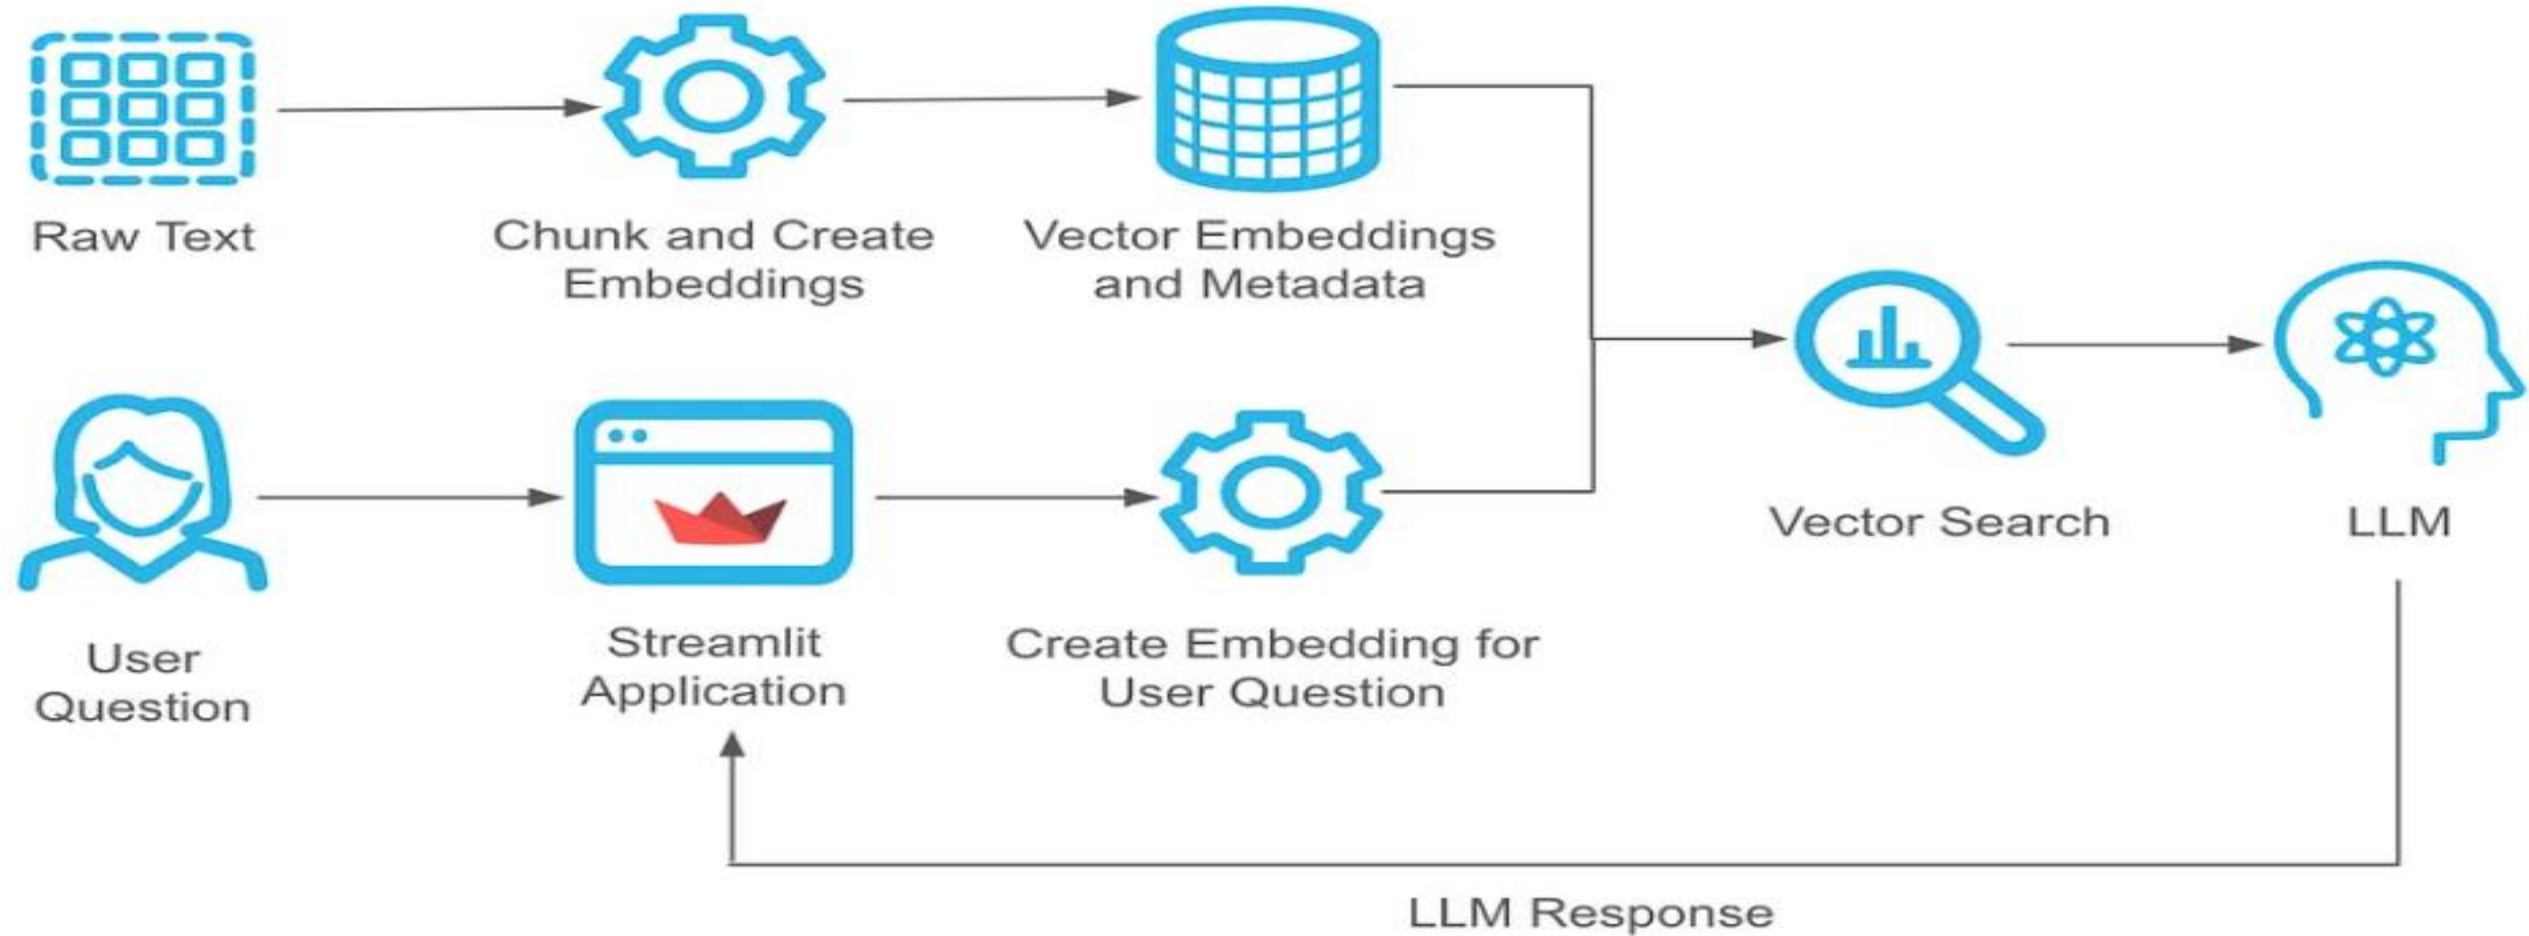 Raw Text
Chunk and Create
Embeddings
Vector Embeddings
and Metadata
Vector Search
LLM
User
Question
Streamlit
Application
Create Embedding for
User Question
LLM Response